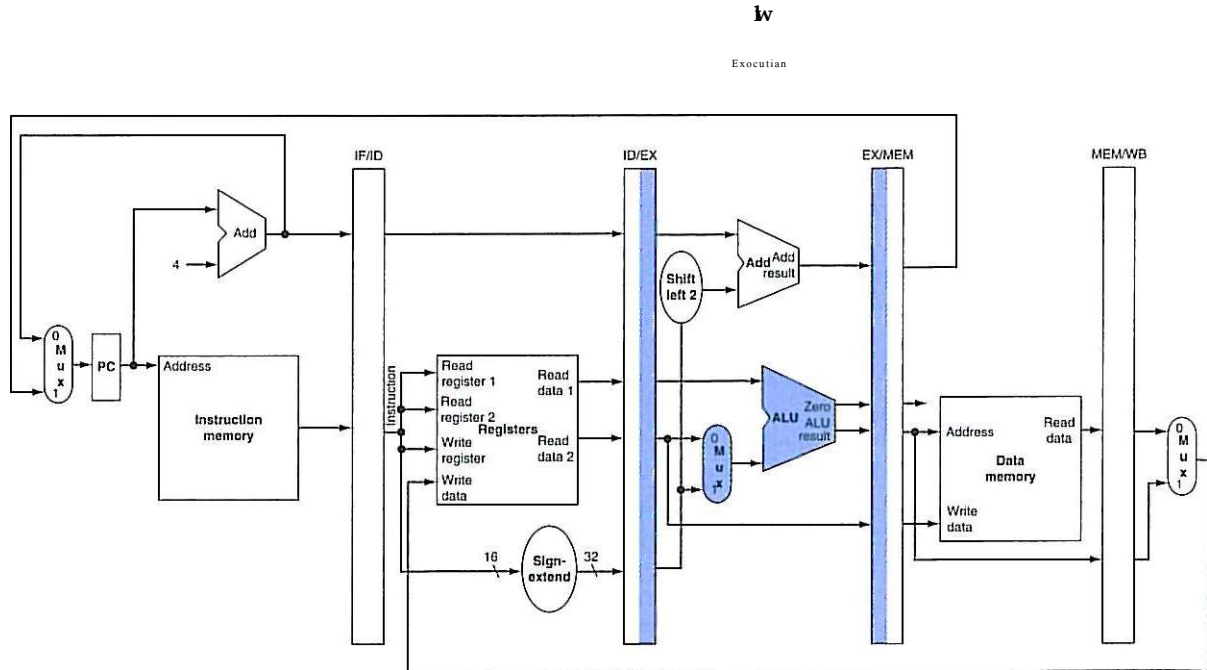 lw
Exocutian
IF/ID
ID/EX
EX/MEM
MEM/WB
Add
4
Shift
left 2
Add Add
result
0
M
u
x
1
PC
Address
Instruction
memory
Instruction
Read
register 1
Read
register 2
Registers
Write
register
Write
data
Read
data 1
Read
data 2
16
Sign-
extend
32
0
M
u
x
1
ALU
Zero
ALU
result
Address
Read
data
Data
memory
Write
data
0
M
u
x
1